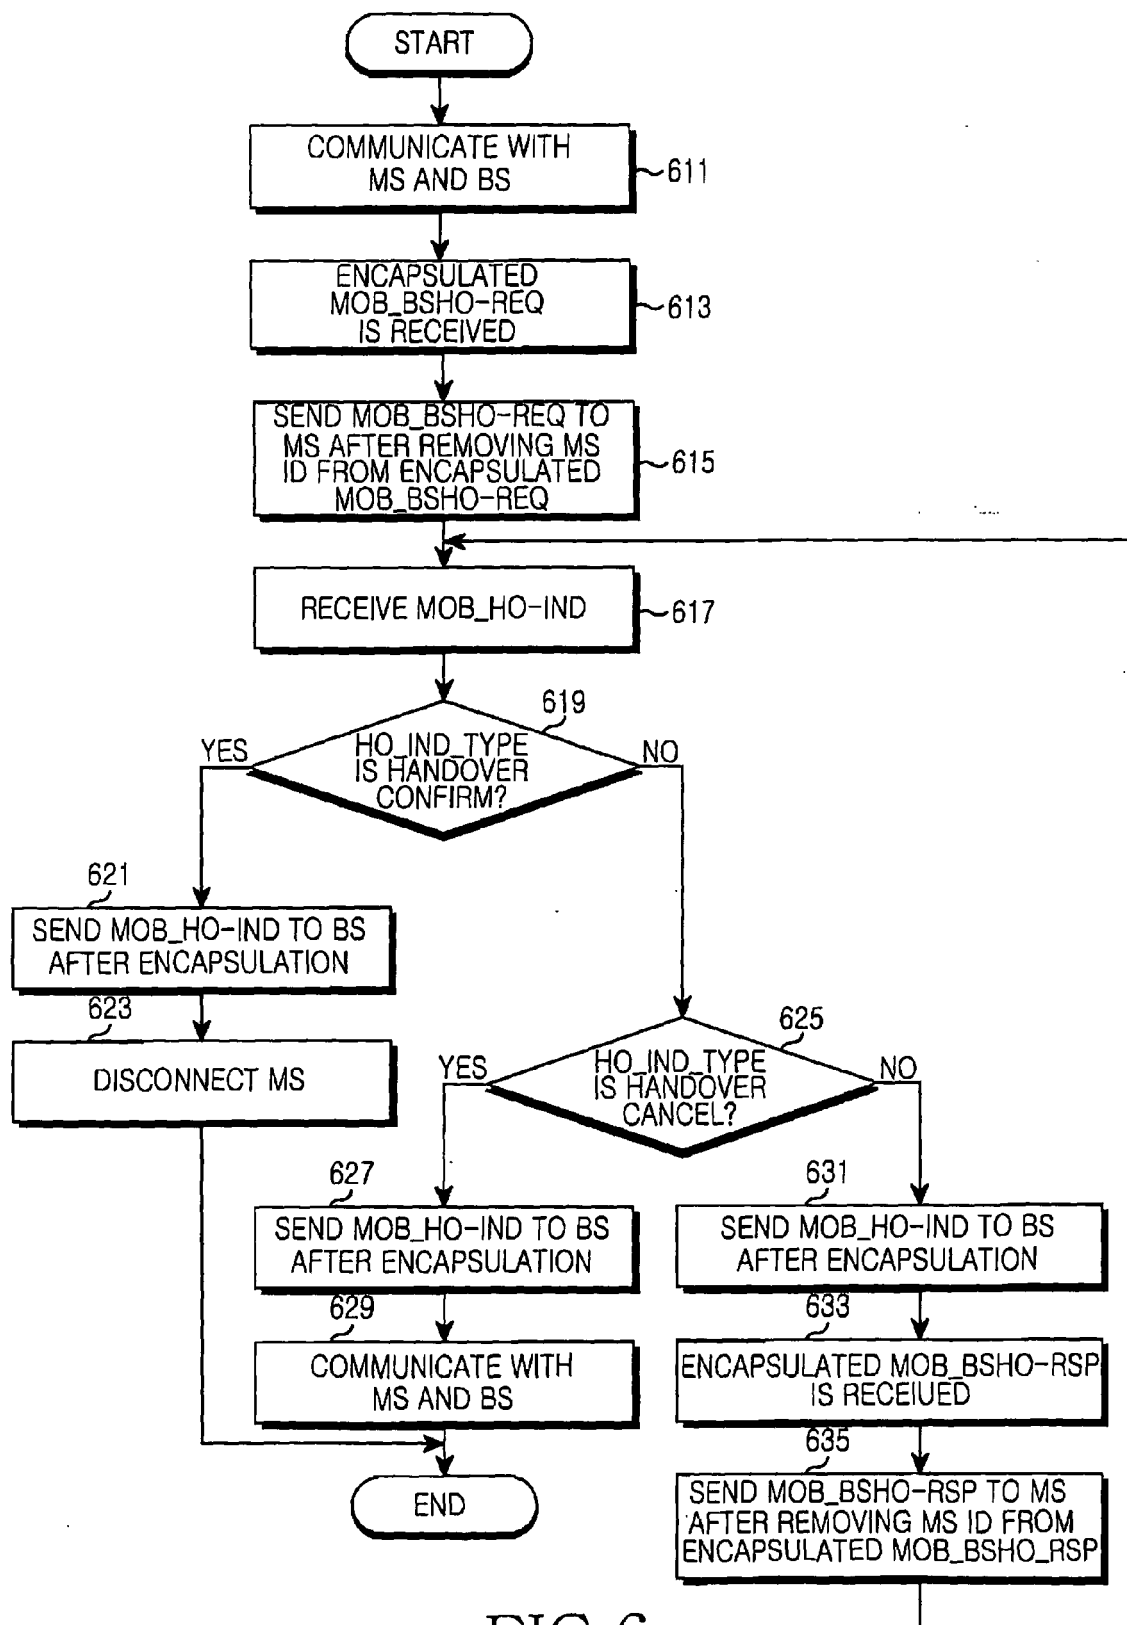 START
COMMUNICATE WITH
MS AND BS
611
ENCAPSULATED
MOB_BSHO-REQ
IS RECEIVED
613
SEND MOB_BSHO-REQ TO
MS AFTER REMOVING MS
ID FROM ENCAPSULATED
MOB_BSHO-REQ
615
RECEIVE MOB_HO-IND
617
619
HO_IND_TYPE
IS HANDOVER
CONFIRM?
YES
NO
621
SEND MOB_HO-IND TO BS
AFTER ENCAPSULATION
623
DISCONNECT MS
625
HO_IND_TYPE
IS HANDOVER
CANCEL?
YES
NO
627
SEND MOB_HO-IND TO BS
AFTER ENCAPSULATION
629
COMMUNICATE WITH
MS AND BS
END
631
SEND MOB_HO-IND TO BS
AFTER ENCAPSULATION
633
ENCAPSULATED MOB_BSHO-RSP
IS RECEIUED
635
SEND MOB_BSHO-RSP TO MS
AFTER REMOVING MS ID FROM
ENCAPSULATED MOB_BSHO_RSP
FIG.6